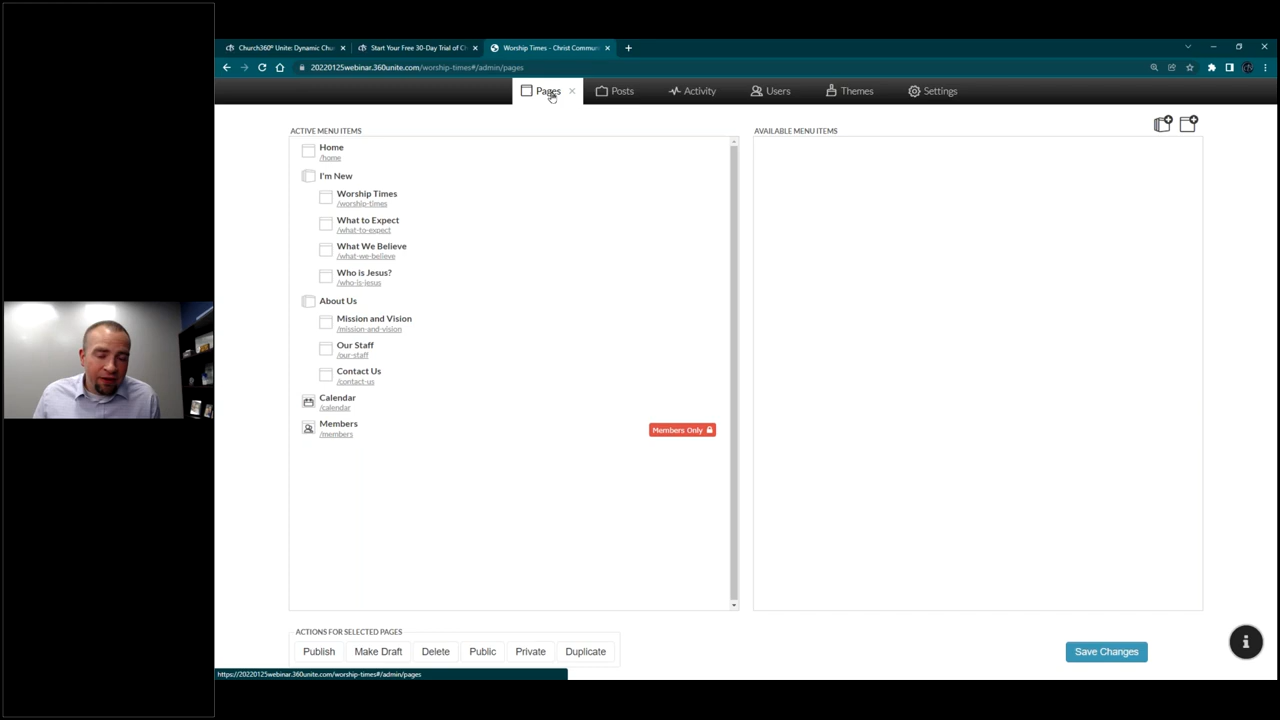 Church360° Unite: Dynamic Chu
Start Your Free 30-Day Trial of Ch
Worship Times - Christ Commun
20220125webinar.360unite.com/worship-times#/admin/pages
Pages
Posts
Activity
Users
Themes
Settings
ACTIVE MENU ITEMS
AVAILABLE MENU ITEMS
Home
/home
I'm New
Worship Times
/worship-times
What to Expect
/what-to-expect
What We Believe
/what-we-believe
Who is Jesus?
/who-is-jesus
About Us
Mission and Vision
/mission-and-vision
Our Staff
/our-staff
Contact Us
/contact-us
Calendar
/calendar
Members
/members
Members Only
ACTIONS FOR SELECTED PAGES
Publish
Make Draft
Delete
Public
Private
Duplicate
Save Changes
https://20220125webinar.360unite.com/worship-times#/admin/pages